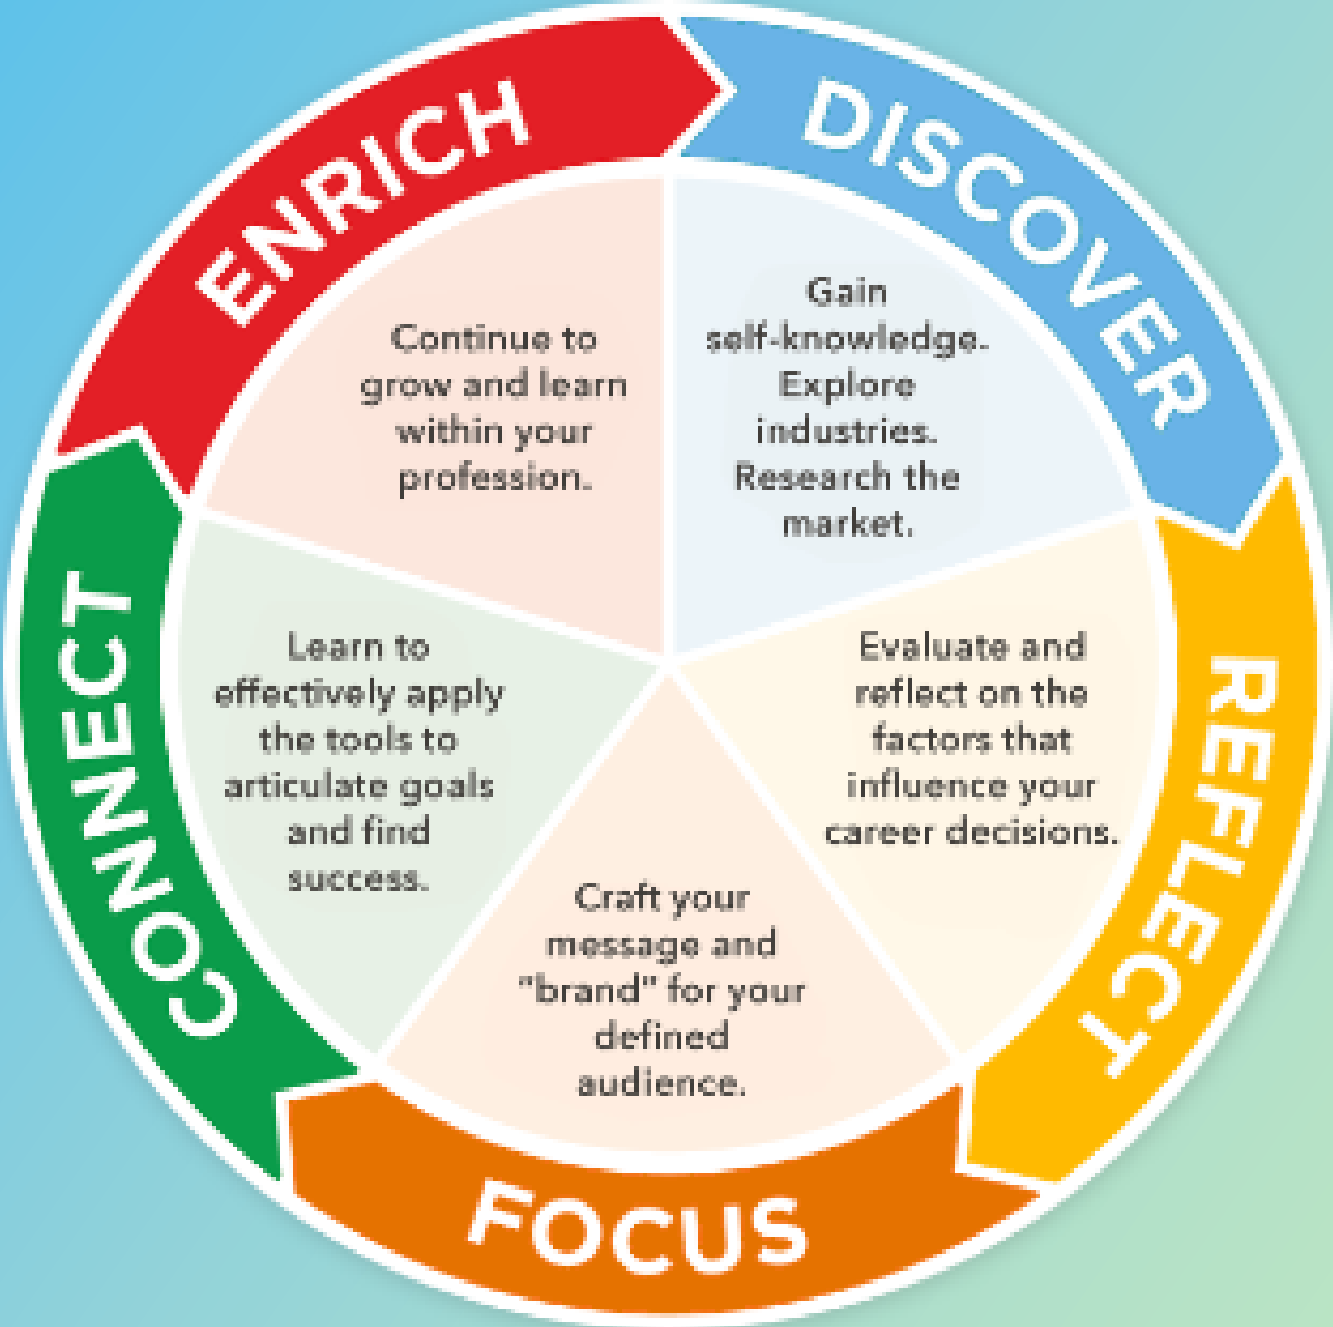 DISCOVER
Gain
self-knowledge.
Explore
industries.
Research the
market.
REFLECT
Evaluate and
reflect on the
factors that
influence your
career decisions.
FOCUS
Craft your
message and
"brand" for your
defined
audience.
CONNECT
Learn to
effectively apply
the tools to
articulate goals
and find
success.
ENRICH
Continue to
grow and learn
within your
profession.